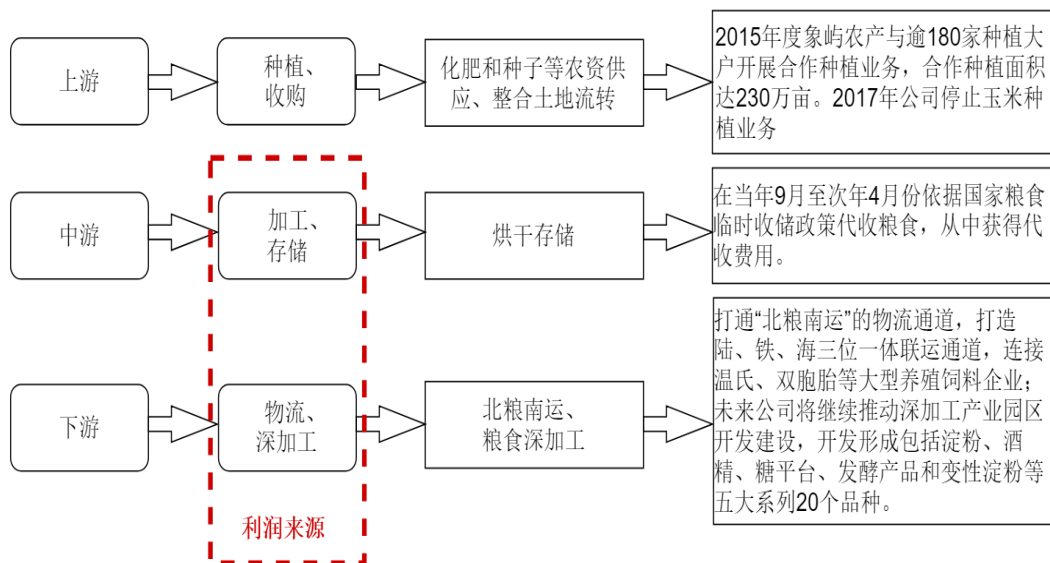 上游
种植、
收购
化肥和种子等农资供
应、整合土地流转
2015年度象屿农产与逾180家种植大
户开展合作种植业务，合作种植面积
达230万亩。2017年公司停止玉米种
植业务
中游
加工、
存储
烘干存储
在当年9月至次年4月份依据国家粮食
临时收储政策代收粮食，从中获得代
收费用。
下游
物流、
深加工
北粮南运、
粮食深加工
打通“北粮南运”的物流通道，打造
陆、铁、海三位一体联运通道，连接
温氏、双胞胎等大型养殖饲料企业；
未来公司将继续推动深加工产业园区
开发建设，开发形成包括淀粉、酒
精、糖平台、发酵产品和变性淀粉等
五大系列20个品种。
利润来源